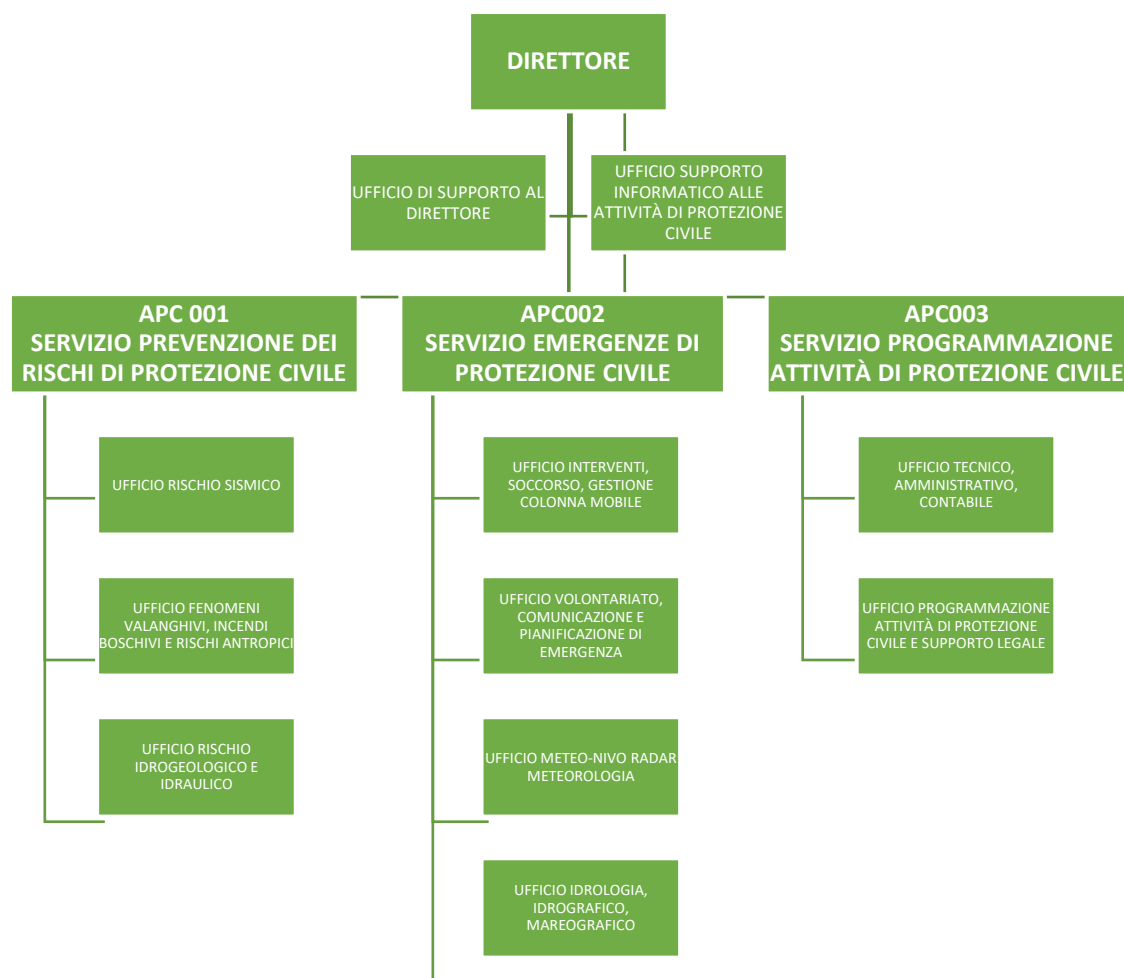 DIRETTORE
UFFICIO DI SUPPORTO AL
DIRETTORE
UFFICIO SUPPORTO
INFORMATICO ALLE
ATTIVITÀ DI PROTEZIONE
CIVILE
APC 001
SERVIZIO PREVENZIONE DEI
RISCHI DI PROTEZIONE CIVILE
APC002
SERVIZIO EMERGENZE DI
PROTEZIONE CIVILE
APC003
SERVIZIO PROGRAMMAZIONE
ATTIVITÀ DI PROTEZIONE CIVILE
UFFICIO RISCHIO SISMICO
UFFICIO FENOMENI
VALANGHIVI, INCENDI
BOSCHIVI E RISCHI ANTROPICI
UFFICIO RISCHIO
IDROGEOLOGICO E
IDRAULICO
UFFICIO INTERVENTI,
SOCCORSO, GESTIONE
COLONNA MOBILE
UFFICIO VOLONTARIATO,
COMUNICAZIONE E
PIANIFICAZIONE DI
EMERGENZA
UFFICIO METEO-NIVO RADAR
METEOROLOGIA
UFFICIO IDROLOGIA,
IDROGRAFICO,
MAREOGRAFICO
UFFICIO TECNICO,
AMMINISTRATIVO,
CONTABILE
UFFICIO PROGRAMMAZIONE
ATTIVITÀ DI PROTEZIONE
CIVILE E SUPPORTO LEGALE